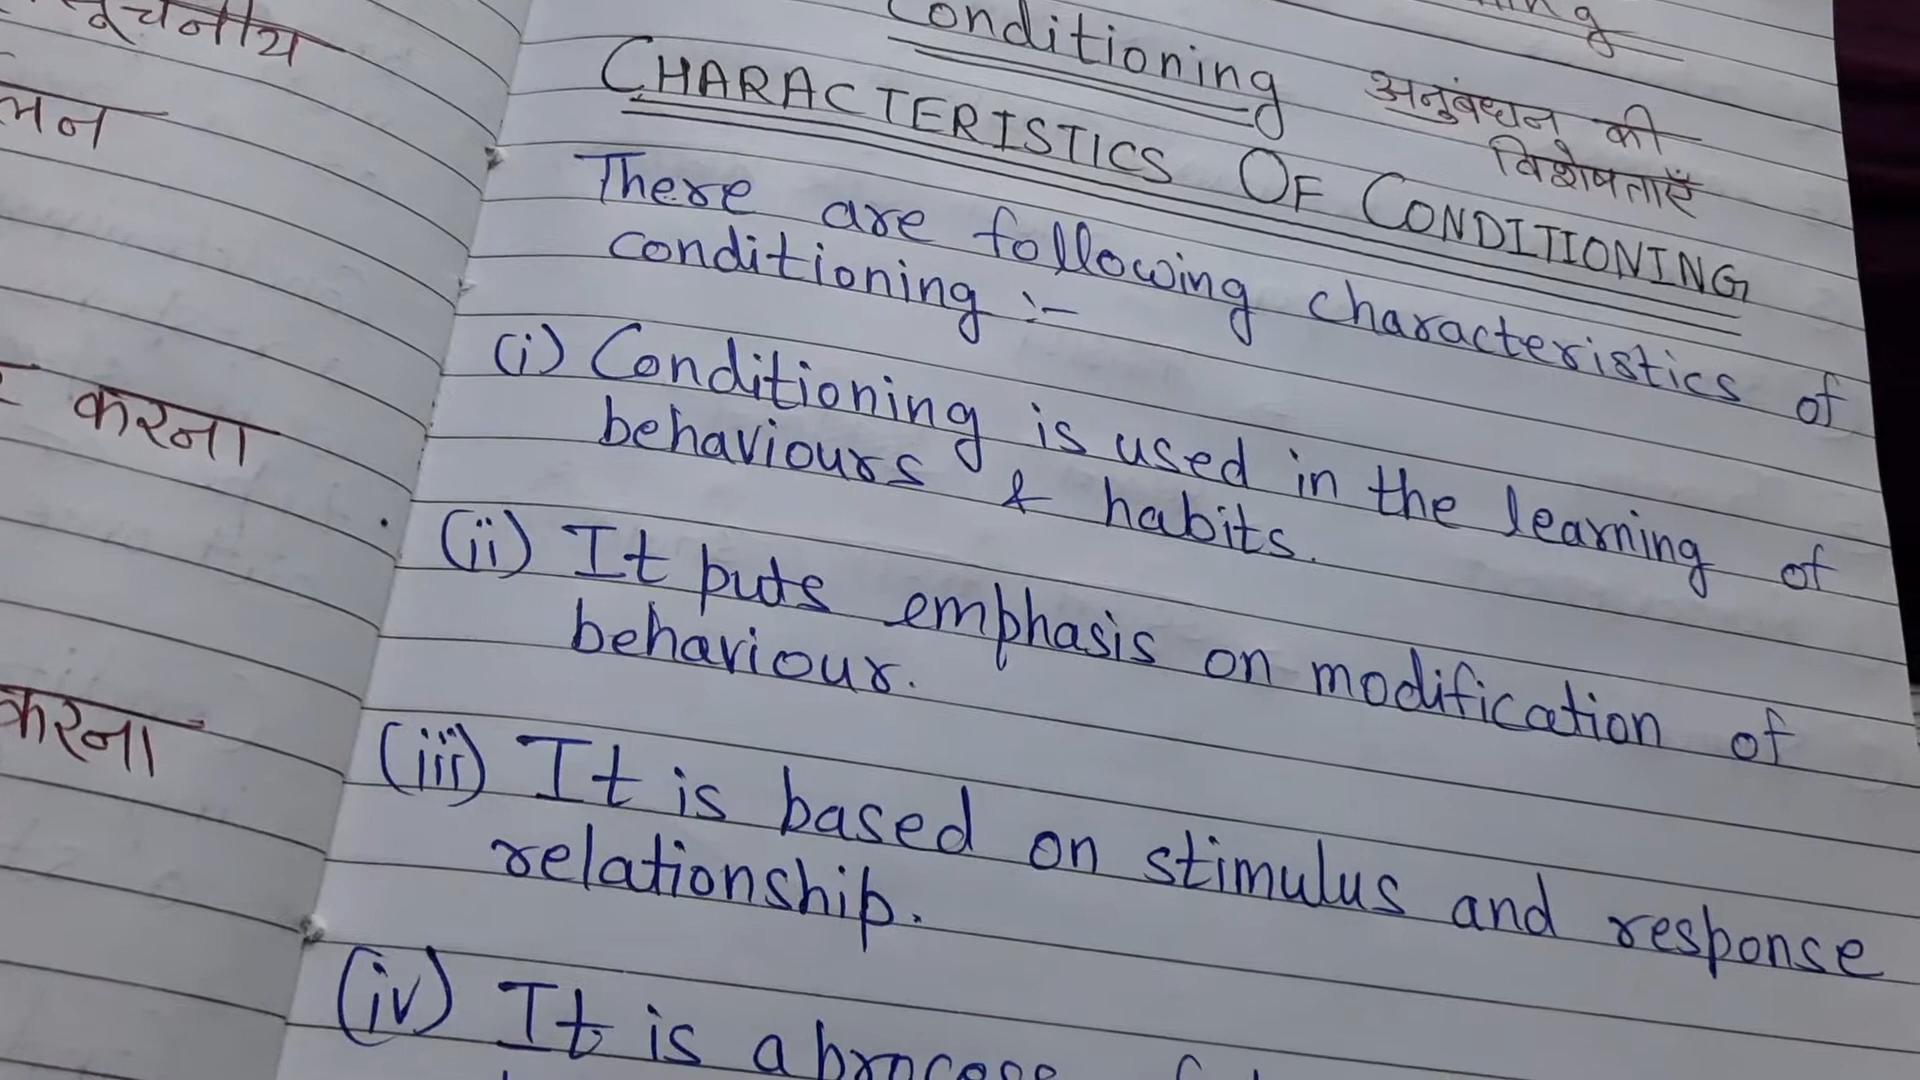 लन
करना
करना
Conditioning
अनुबंधन की
विशेषताएँ
CHARACTERISTICS OF CONDITIONING
There are following characteristics of
conditioning :-
(i) Conditioning is used in the learning of
behaviours & habits.
(ii) It puts emphasis on modification of
behaviour.
(iii) It is based on stimulus and response
relationship.
(iv) It is a process